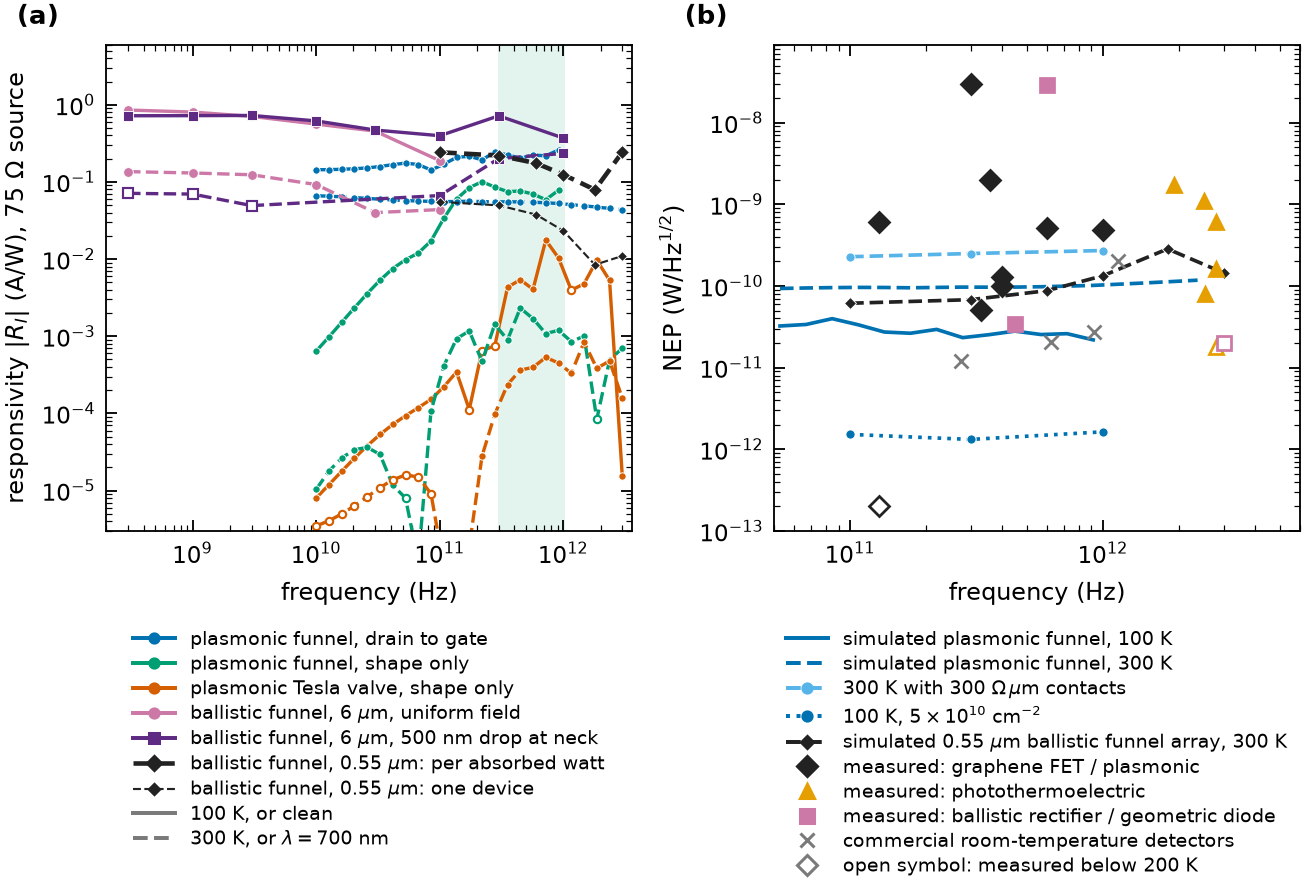 (a)
responsivity |R_I| (A/W), 75 Ω source
10^0
10^−1
10^−2
10^−3
10^−4
10^−5
10^9
10^10
10^11
10^12
frequency (Hz)
plasmonic funnel, drain to gate
plasmonic funnel, shape only
plasmonic Tesla valve, shape only
ballistic funnel, 6 μm, uniform field
ballistic funnel, 6 μm, 500 nm drop at neck
ballistic funnel, 0.55 μm: per absorbed watt
ballistic funnel, 0.55 μm: one device
100 K, or clean
300 K, or λ = 700 nm
(b)
NEP (W/Hz^1/2)
10^−8
10^−9
10^−10
10^−11
10^−12
10^−13
10^11
10^12
frequency (Hz)
simulated plasmonic funnel, 100 K
simulated plasmonic funnel, 300 K
300 K with 300 Ω μm contacts
100 K, 5 × 10^10 cm^−2
simulated 0.55 μm ballistic funnel array, 300 K
measured: graphene FET / plasmonic
measured: photothermoelectric
measured: ballistic rectifier / geometric diode
commercial room-temperature detectors
open symbol: measured below 200 K